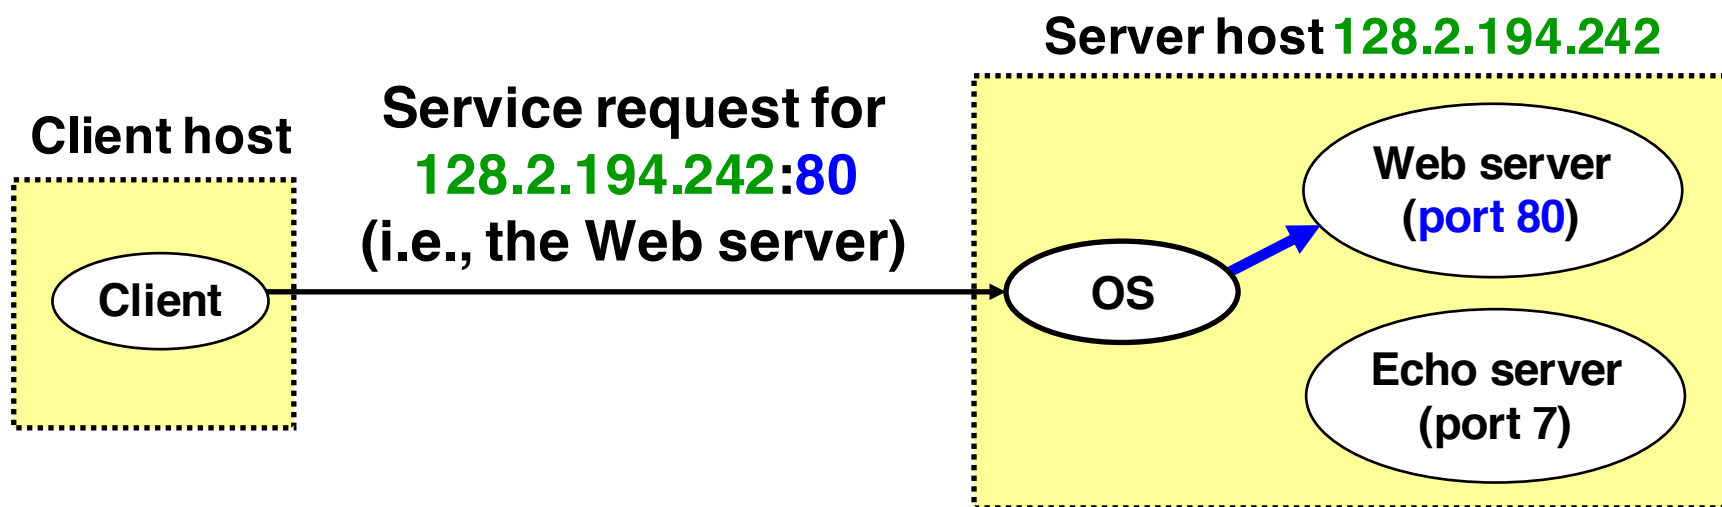 Server host 128.2.194.242
Client host
Service request for
128.2.194.242:80
(i.e., the Web server)
Client
OS
Web server
(port 80)
Echo server
(port 7)